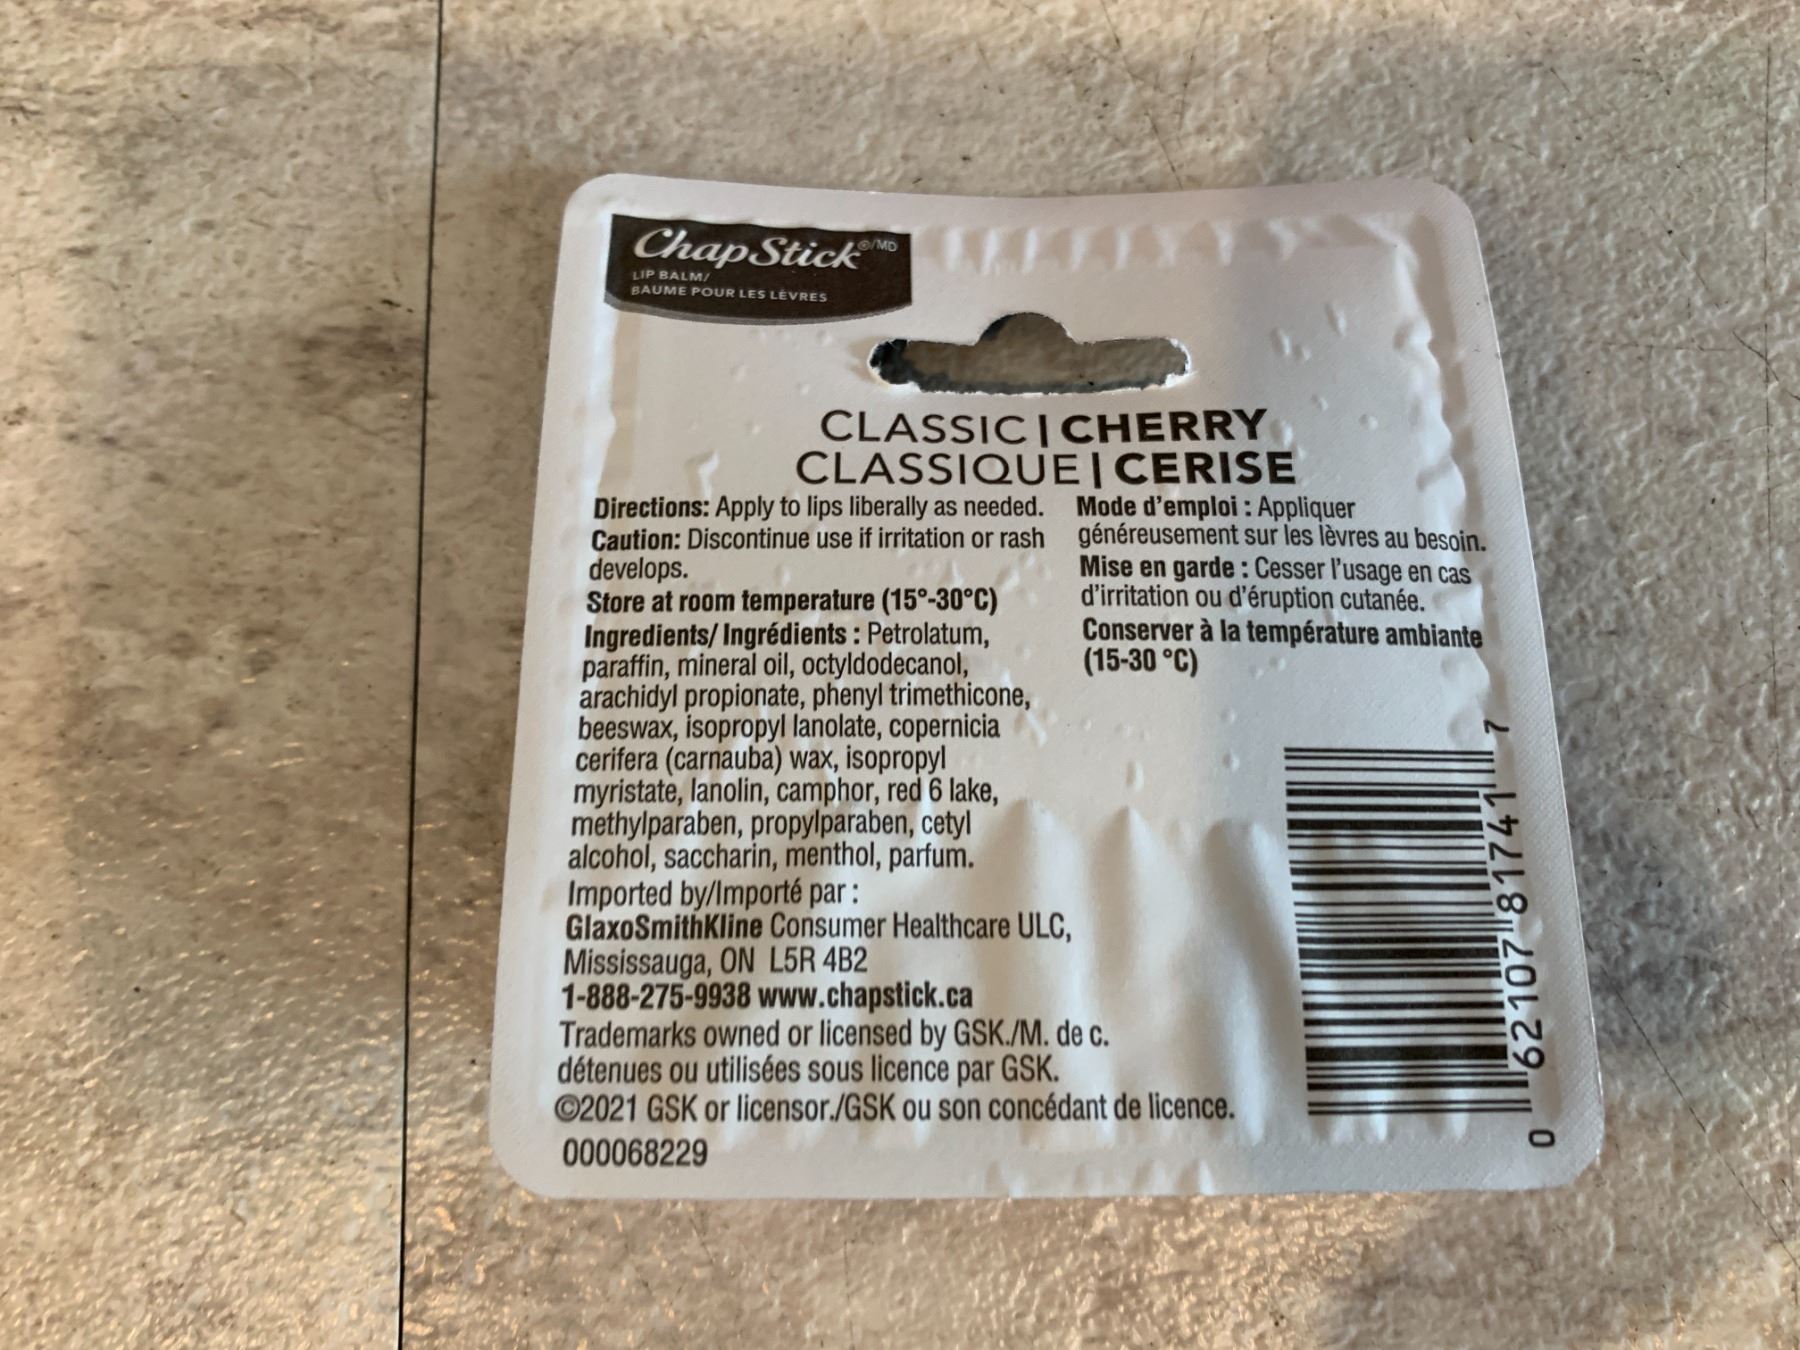 ChapStick®/MD
LIP BALM/
BAUME POUR LES LÈVRES
CLASSIC | CHERRY
CLASSIQUE | CERISE
Directions: Apply to lips liberally as needed.
Caution: Discontinue use if irritation or rash
develops.
Store at room temperature (15°-30°C)
Ingredients/ Ingrédients : Petrolatum,
paraffin, mineral oil, octyldodecanol,
arachidyl propionate, phenyl trimethicone,
beeswax, isopropyl lanolate, copernicia
cerifera (carnauba) wax, isopropyl
myristate, lanolin, camphor, red 6 lake,
methylparaben, propylparaben, cetyl
alcohol, saccharin, menthol, parfum.
Imported by/Importé par :
GlaxoSmithKline Consumer Healthcare ULC,
Mississauga, ON L5R 4B2
1-888-275-9938 www.chapstick.ca
Trademarks owned or licensed by GSK./M. de c.
détenues ou utilisées sous licence par GSK.
©2021 GSK or licensor./GSK ou son concédant de licence.
000068229
Mode d'emploi : Appliquer
généreusement sur les lèvres au besoin.
Mise en garde : Cesser l'usage en cas
d'irritation ou d'éruption cutanée.
Conserver à la température ambiante
(15-30 °C)
0 62107 81741 7